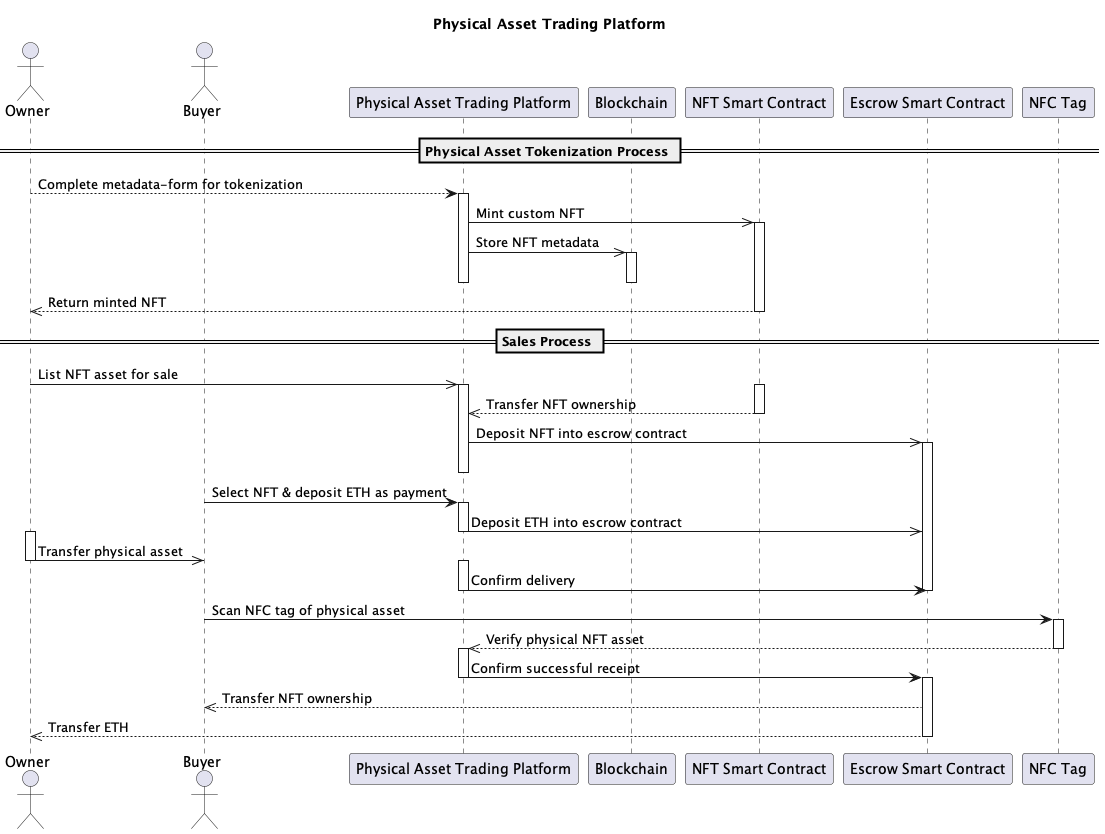 Physical Asset Trading Platform
Owner
Buyer
Physical Asset Trading Platform
Blockchain
NFT Smart Contract
Escrow Smart Contract
NFC Tag
Physical Asset Tokenization Process
Complete metadata-form for tokenization
Mint custom NFT
Store NFT metadata
Return minted NFT
Sales Process
List NFT asset for sale
Transfer NFT ownership
Deposit NFT into escrow contract
Select NFT & deposit ETH as payment
Deposit ETH into escrow contract
Transfer physical asset
Confirm delivery
Scan NFC tag of physical asset
Verify physical NFT asset
Confirm successful receipt
Transfer NFT ownership
Transfer ETH
Owner
Buyer
Physical Asset Trading Platform
Blockchain
NFT Smart Contract
Escrow Smart Contract
NFC Tag